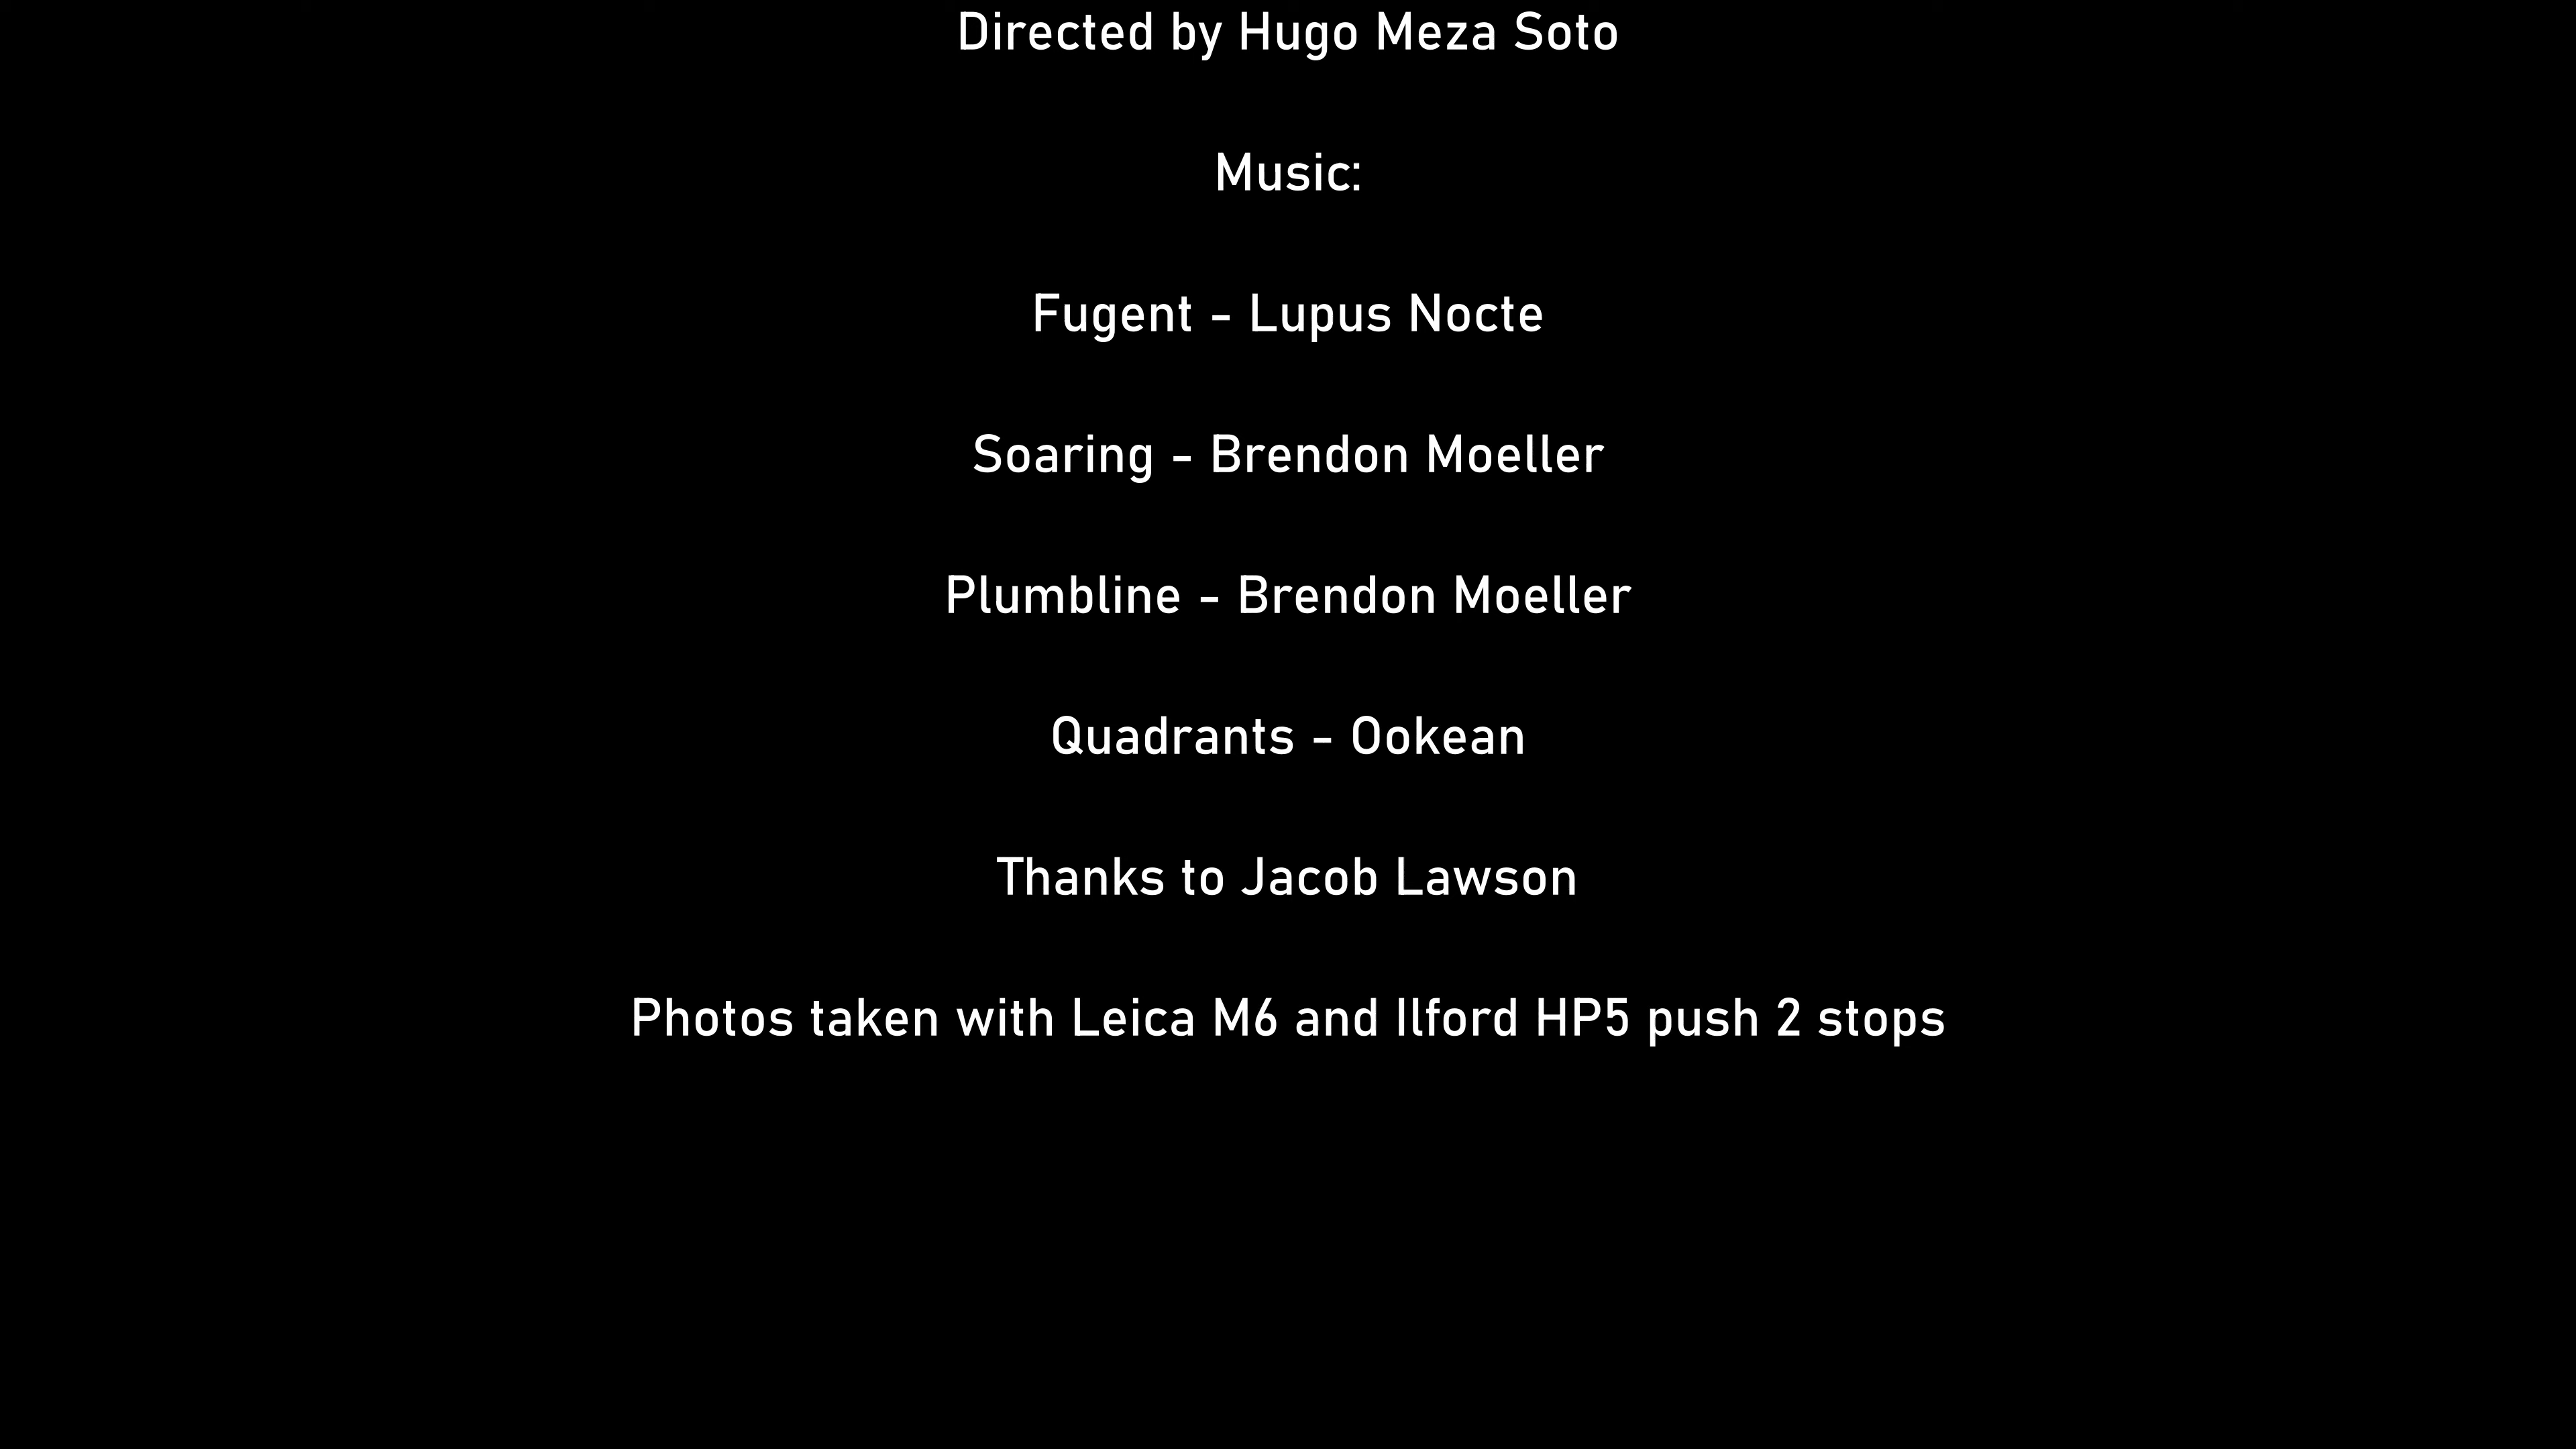 Directed by Hugo Meza Soto
Music:
Fugent - Lupus Nocte
Soaring - Brendon Moeller
Plumbline - Brendon Moeller
Quadrants - Ookean
Thanks to Jacob Lawson
Photos taken with Leica M6 and Ilford HP5 push 2 stops